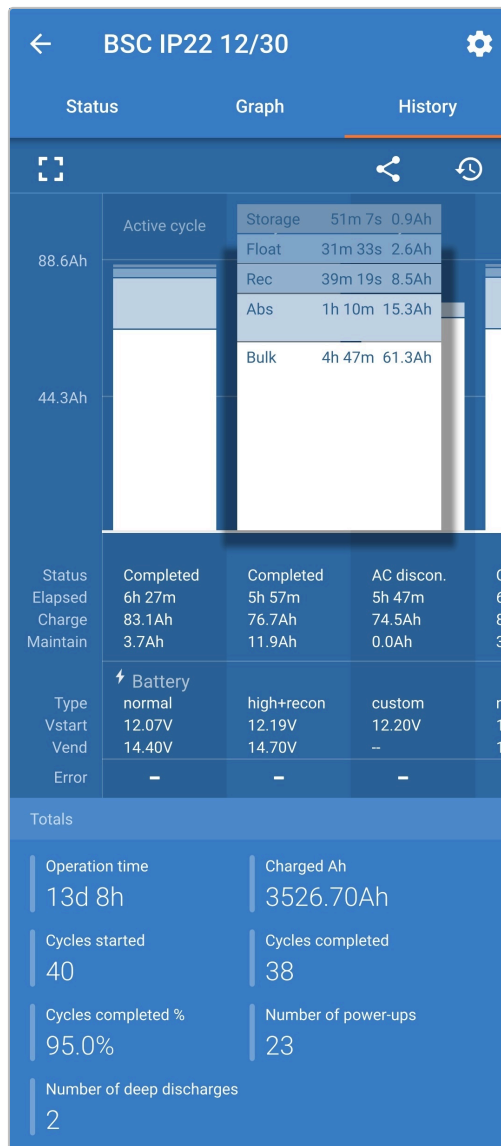 BSC IP22 12/30
Status Graph History
Active cycle
88.6Ah
44.3Ah
Storage 51m 7s 0.9Ah
Float 31m 33s 2.6Ah
Rec 39m 19s 8.5Ah
Abs 1h 10m 15.3Ah
Bulk 4h 47m 61.3Ah
Status Completed Completed AC discon.
Elapsed 6h 27m 5h 57m 5h 47m
Charge 83.1Ah 76.7Ah 74.5Ah
Maintain 3.7Ah 11.9Ah 0.0Ah
Battery
Type normal high+recon custom
Vstart 12.07V 12.19V 12.20V
Vend 14.40V 14.70V --
Error – – –
Totals
Operation time Charged Ah
13d 8h 3526.70Ah
Cycles started Cycles completed
40 38
Cycles completed % Number of power-ups
95.0% 23
Number of deep discharges
2